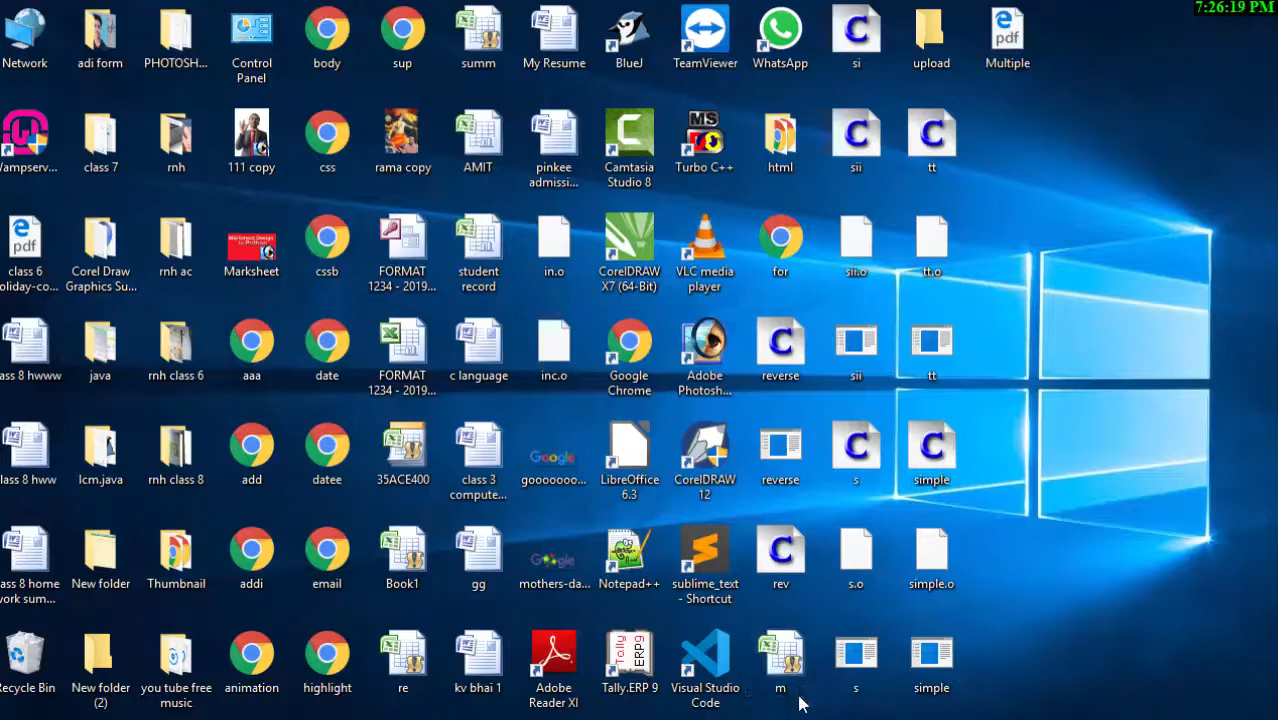 7:26:19 PM
Network
adi form
PHOTOSH...
Control
Panel
body
sup
summ
My Resume
BlueJ
TeamViewer
WhatsApp
si
upload
Multiple
Wampserv...
class 7
rnh
111 copy
css
rama copy
AMIT
pinkee
admissi...
Camtasia
Studio 8
Turbo C++
html
sii
tt
class 6
oliday-co...
Corel Draw
Graphics Su...
rnh ac
Marksheet
cssb
FORMAT
1234 - 2019...
student
record
in.o
CorelDRAW
X7 (64-Bit)
VLC media
player
for
sii.o
tt.o
ass 8 hwww
java
rnh class 6
aaa
date
FORMAT
1234 - 2019...
c language
inc.o
Google
Chrome
Adobe
Photosh...
reverse
sii
tt
ass 8 hww
lcm.java
rnh class 8
add
datee
35ACE400
class 3
compute...
gooooooo...
LibreOffice
6.3
CorelDRAW
12
reverse
s
simple
ass 8 home
work sum...
New folder
Thumbnail
addi
email
Book1
gg
mothers-da...
Notepad++
sublime_text
- Shortcut
rev
s.o
simple.o
Recycle Bin
New folder
(2)
you tube free
music
animation
highlight
re
kv bhai 1
Adobe
Reader XI
Tally.ERP 9
Visual Studio
Code
m
s
simple